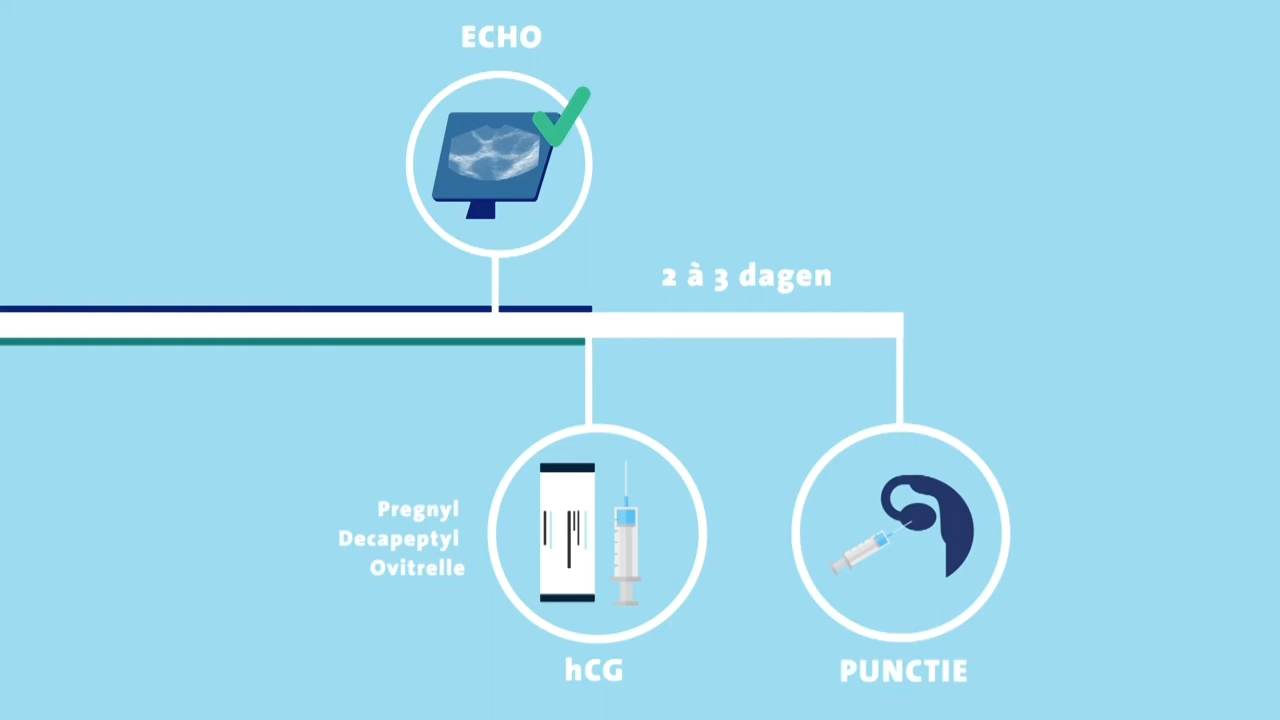 ECHO
2 à 3 dagen
Pregnyl
Decapeptyl
Ovitrelle
hCG
PUNCTIE